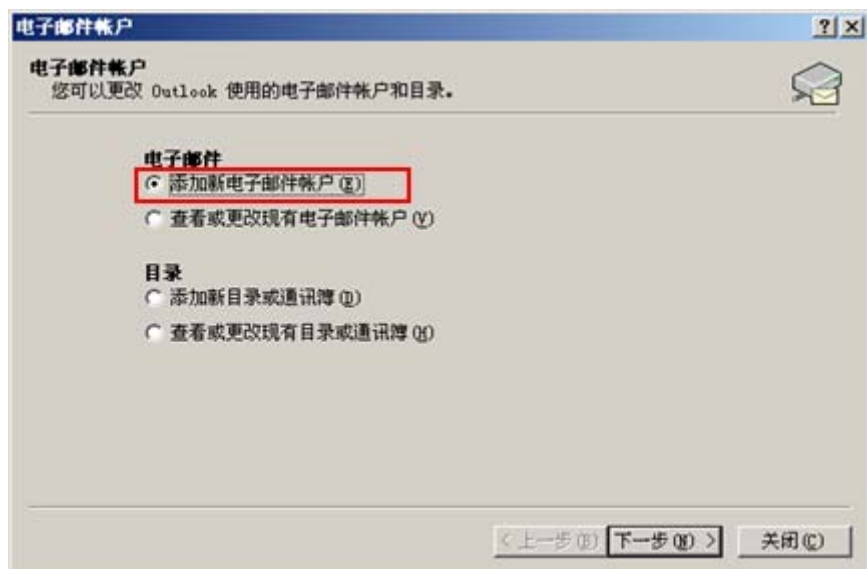 电子邮件帐户
电子邮件帐户
您可以更改 Outlook 使用的电子邮件帐户和目录。
电子邮件
添加新电子邮件帐户(E)
查看或更改现有电子邮件帐户(V)
目录
添加新目录或通讯簿(D)
查看或更改现有目录或通讯簿(H)
< 上一步(B) 下一步(N) > 关闭(C)